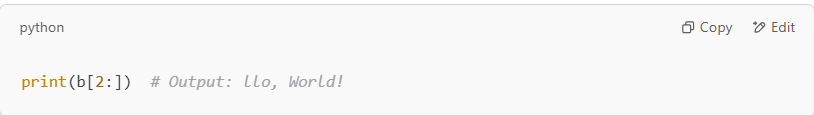 python
Copy
Edit
print(b[2:])  # Output: llo, World!